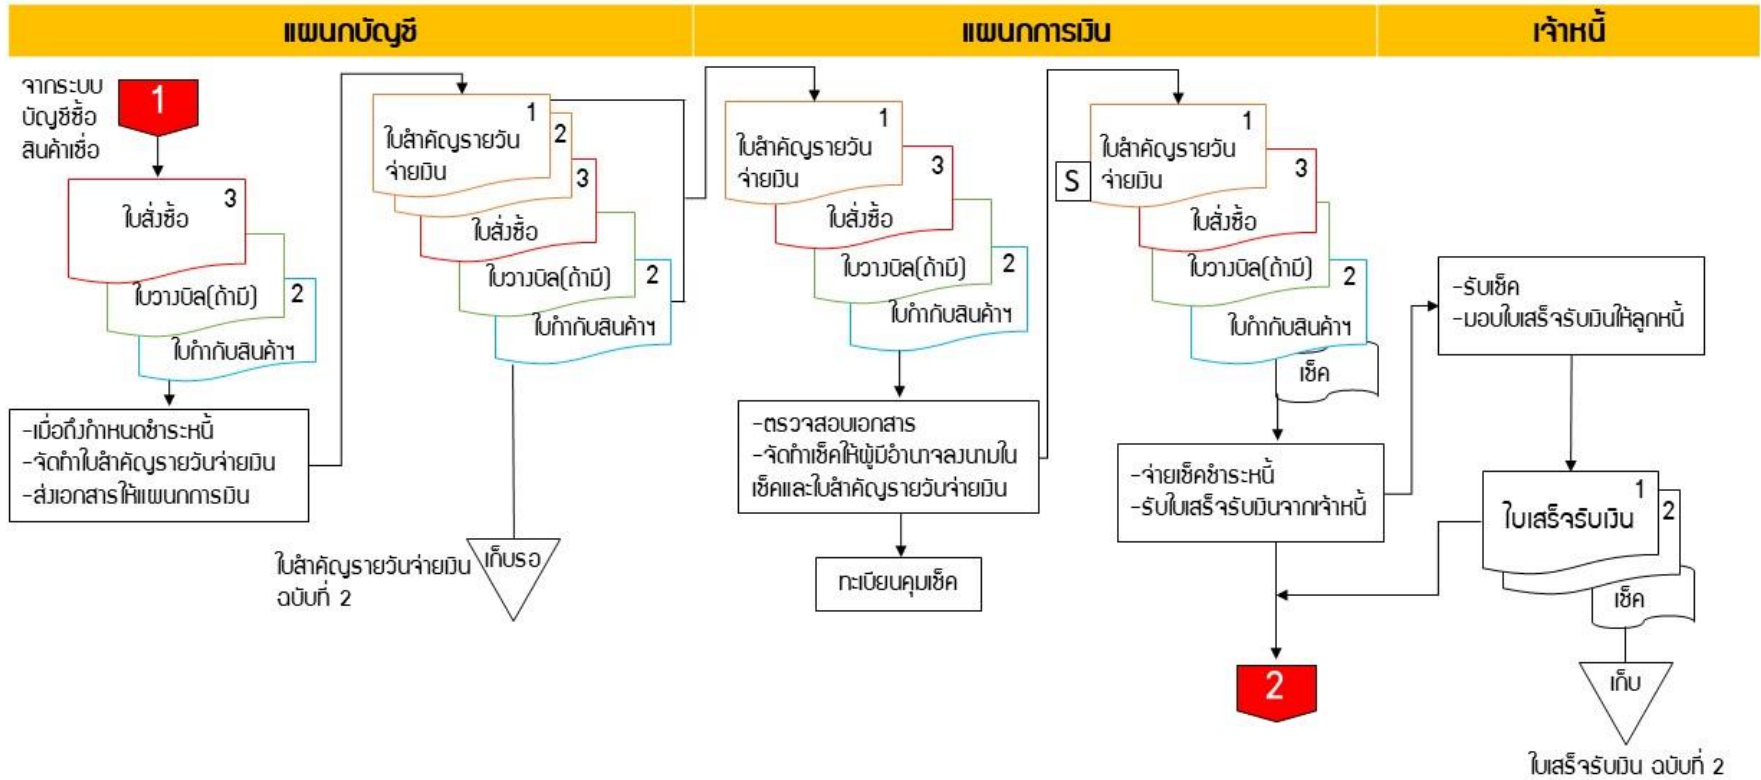 แผนกบัญชี
แผนกการเงิน
เจ้าหนี้
จากระบบ
บัญชีซื้อ
สินค้าเชื่อ
1
3
ใบสั่งซื้อ
ใบวางบิล(ถ้ามี)
2
ใบกำกับสินค้าฯ
-เมื่อถึงกำหนดชำระหนี้
-จัดทำใบสำคัญรายวันจ่ายเงิน
-ส่งเอกสารให้แผนกการเงิน
1
ใบสำคัญรายวัน
จ่ายเงิน
2
3
ใบสั่งซื้อ
ใบวางบิล(ถ้ามี)
2
ใบกำกับสินค้าฯ
ใบสำคัญรายวันจ่ายเงิน
ฉบับที่ 2
เก็บรอ
1
ใบสำคัญรายวัน
จ่ายเงิน
3
ใบสั่งซื้อ
ใบวางบิล(ถ้ามี)
2
ใบกำกับสินค้าฯ
-ตรวจสอบเอกสาร
-จัดทำเช็คให้ผู้มีอำนาจลงนามใน
เช็คและใบสำคัญรายวันจ่ายเงิน
ทะเบียนคุมเช็ค
1
ใบสำคัญรายวัน
จ่ายเงิน
S
3
ใบสั่งซื้อ
ใบวางบิล(ถ้ามี)
2
ใบกำกับสินค้าฯ
เช็ค
-จ่ายเช็คชำระหนี้
-รับใบเสร็จรับเงินจากเจ้าหนี้
2
-รับเช็ค
-มอบใบเสร็จรับเงินให้ลูกหนี้
1
ใบเสร็จรับเงิน
2
เช็ค
เก็บ
ใบเสร็จรับเงิน ฉบับที่ 2